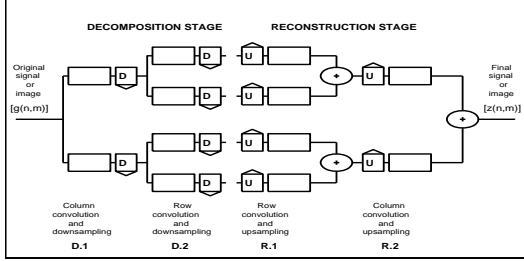 DECOMPOSITION STAGE
RECONSTRUCTION STAGE
Original
signal
or
image
[g(n,m)]
D
D
U
+
U
D
U
Final
signal
or
image
[z(n,m)]
+
D
D
U
+
U
D
U
Column
convolution
and
downsampling
D.1
Row
convolution
and
downsampling
D.2
Row
convolution
and
upsampling
R.1
Column
convolution
and
upsampling
R.2